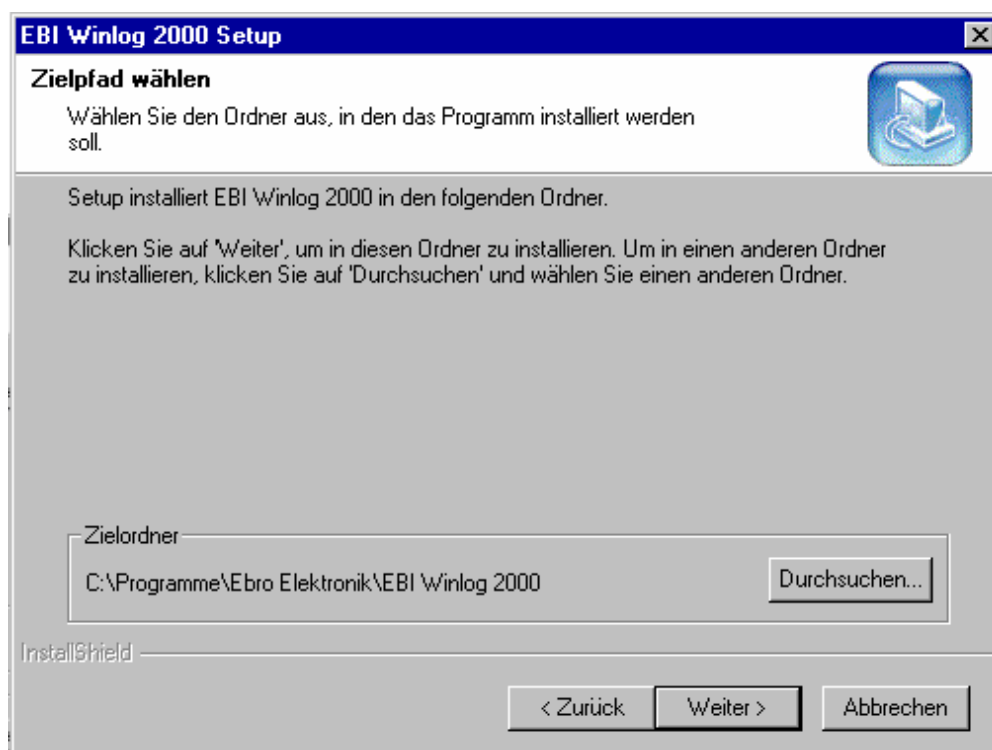 EBI Winlog 2000 Setup
Zielpfad wählen
Wählen Sie den Ordner aus, in den das Programm installiert werden
soll.
Setup installiert EBI Winlog 2000 in den folgenden Ordner.
Klicken Sie auf 'Weiter', um in diesen Ordner zu installieren. Um in einen anderen Ordner
zu installieren, klicken Sie auf 'Durchsuchen' und wählen Sie einen anderen Ordner.
Zielordner
C:\Programme\Ebro Elektronik\EBI Winlog 2000
Durchsuchen...
InstallShield
< Zurück
Weiter >
Abbrechen